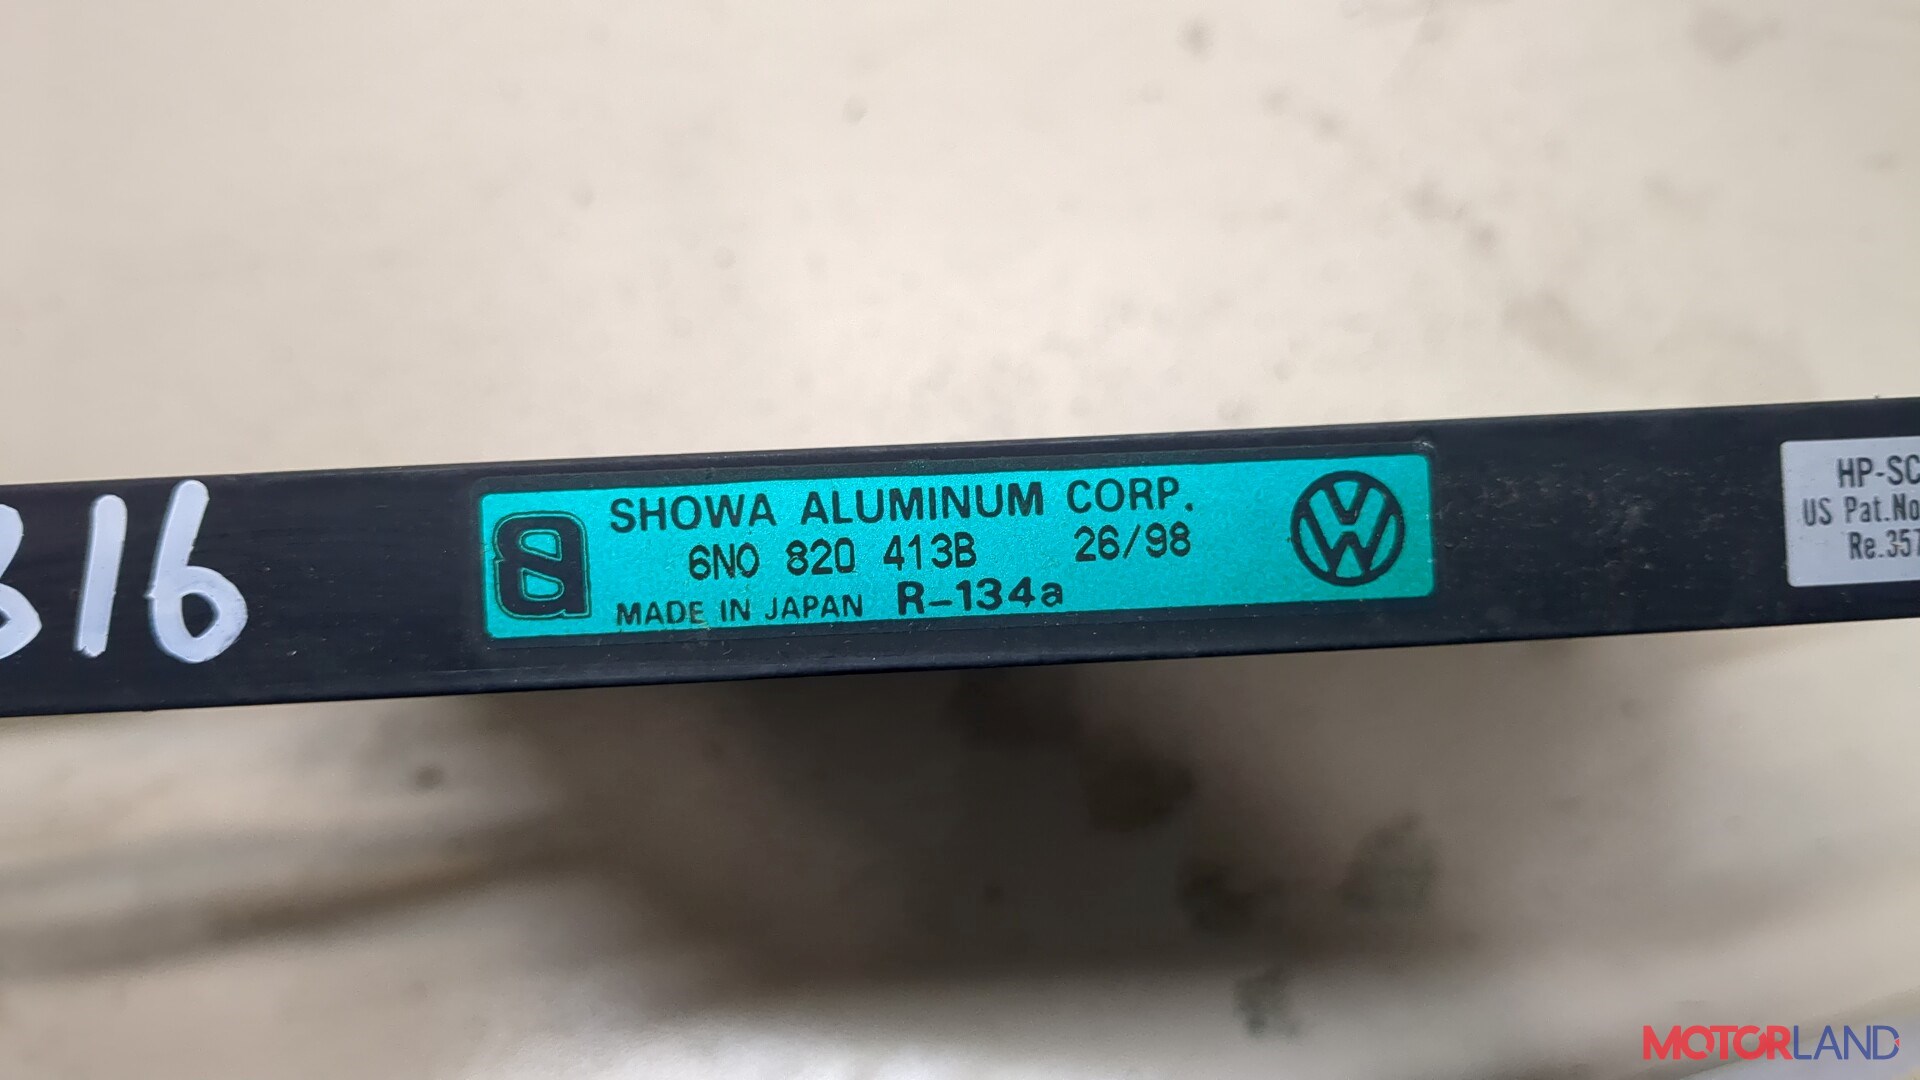 316
SHOWA ALUMINUM CORP.
6N0 820 413B 26/98
MADE IN JAPAN R-134a
HP-SC
US Pat.No
Re.357
MOTORLAND